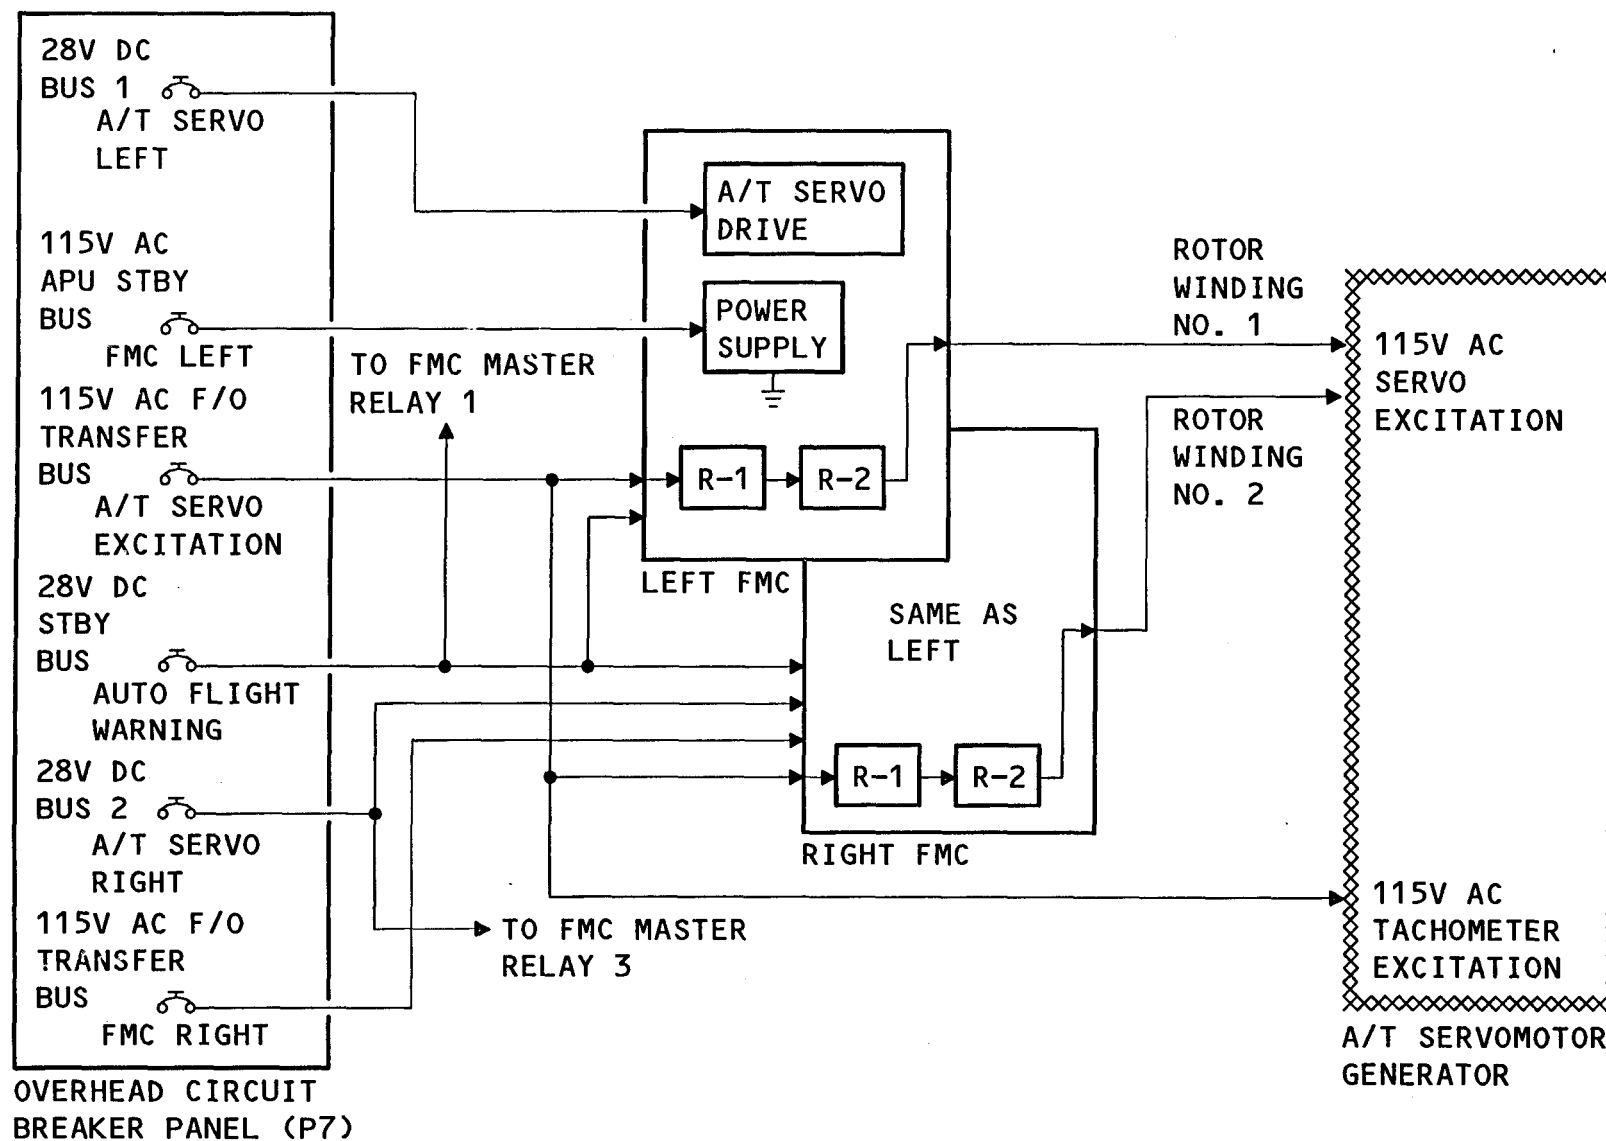 28V DC
BUS 1
A/T SERVO
LEFT
115V AC
APU STBY
BUS
FMC LEFT
115V AC F/O
TRANSFER
BUS
A/T SERVO
EXCITATION
28V DC
STBY
BUS
AUTO FLIGHT
WARNING
28V DC
BUS 2
A/T SERVO
RIGHT
115V AC F/O
TRANSFER
BUS
FMC RIGHT
OVERHEAD CIRCUIT
BREAKER PANEL (P7)
TO FMC MASTER
RELAY 1
TO FMC MASTER
RELAY 3
A/T SERVO
DRIVE
POWER
SUPPLY
R-1
R-2
LEFT FMC
SAME AS
LEFT
R-1
R-2
RIGHT FMC
ROTOR
WINDING
NO. 1
ROTOR
WINDING
NO. 2
115V AC
SERVO
EXCITATION
115V AC
TACHOMETER
EXCITATION
A/T SERVOMOTOR
GENERATOR